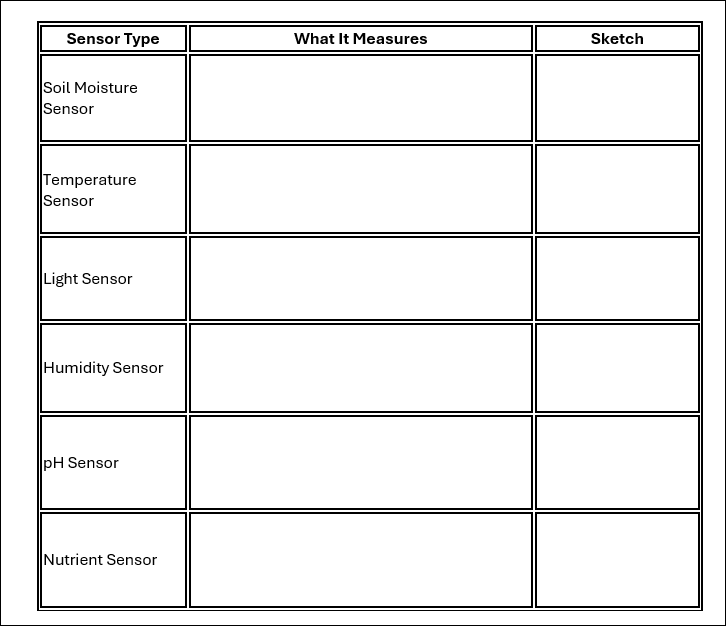 Sensor Type What It Measures Sketch
Soil Moisture
Sensor
Temperature
Sensor
Light Sensor
Humidity Sensor
pH Sensor
Nutrient Sensor